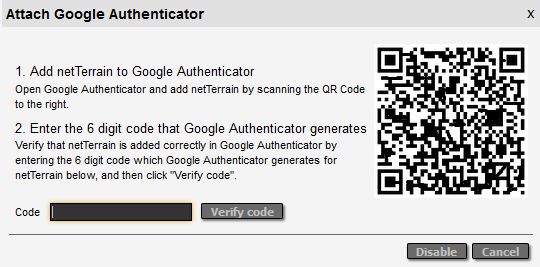 Attach Google Authenticator x
1. Add netTerrain to Google Authenticator
Open Google Authenticator and add netTerrain by scanning the QR Code
to the right.
2. Enter the 6 digit code that Google Authenticator generates
Verify that netTerrain is added correctly in Google Authenticator by
entering the 6 digit code which Google Authenticator generates for
netTerrain below, and then click "Verify code".
Code Verify code
Disable Cancel